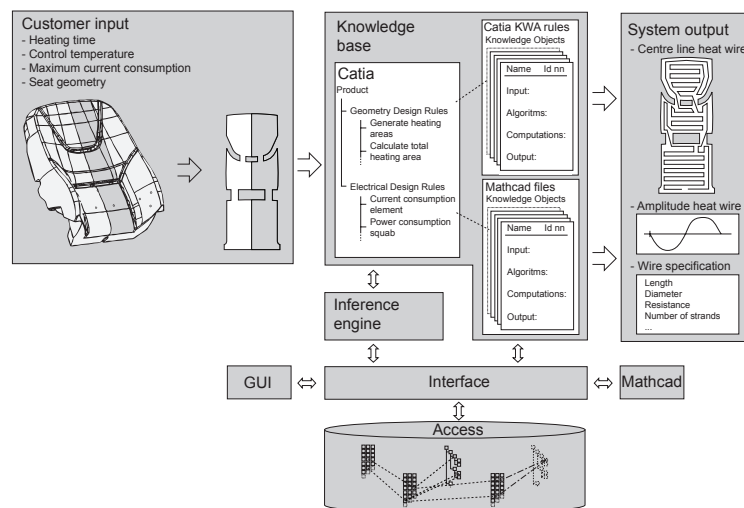 Customer input
- Heating time
- Control temperature
- Maximum current consumption
- Seat geometry
Knowledge
base
Catia
Product
Geometry Design Rules
Generate heating
areas
Calculate total
heating area
Electrical Design Rules
Current consumption
element
Power consumption
squab
Catia KWA rules
Knowledge Objects
Name Id nn
Input:
Algoritms:
Computations:
Output:
Mathcad files
Knowledge Objects
Name Id nn
Input:
Algoritms:
Computations:
Output:
System output
- Centre line heat wire
- Amplitude heat wire
- Wire specification
Length
Diameter
Resistance
Number of strands
...
Inference
engine
GUI
Interface
Mathcad
Access